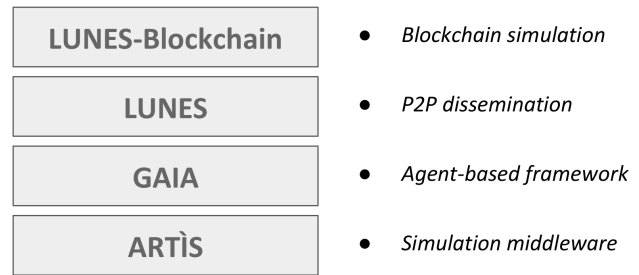 LUNES-Blockchain ● Blockchain simulation
LUNES ● P2P dissemination
GAIA ● Agent-based framework
ARTÌS ● Simulation middleware